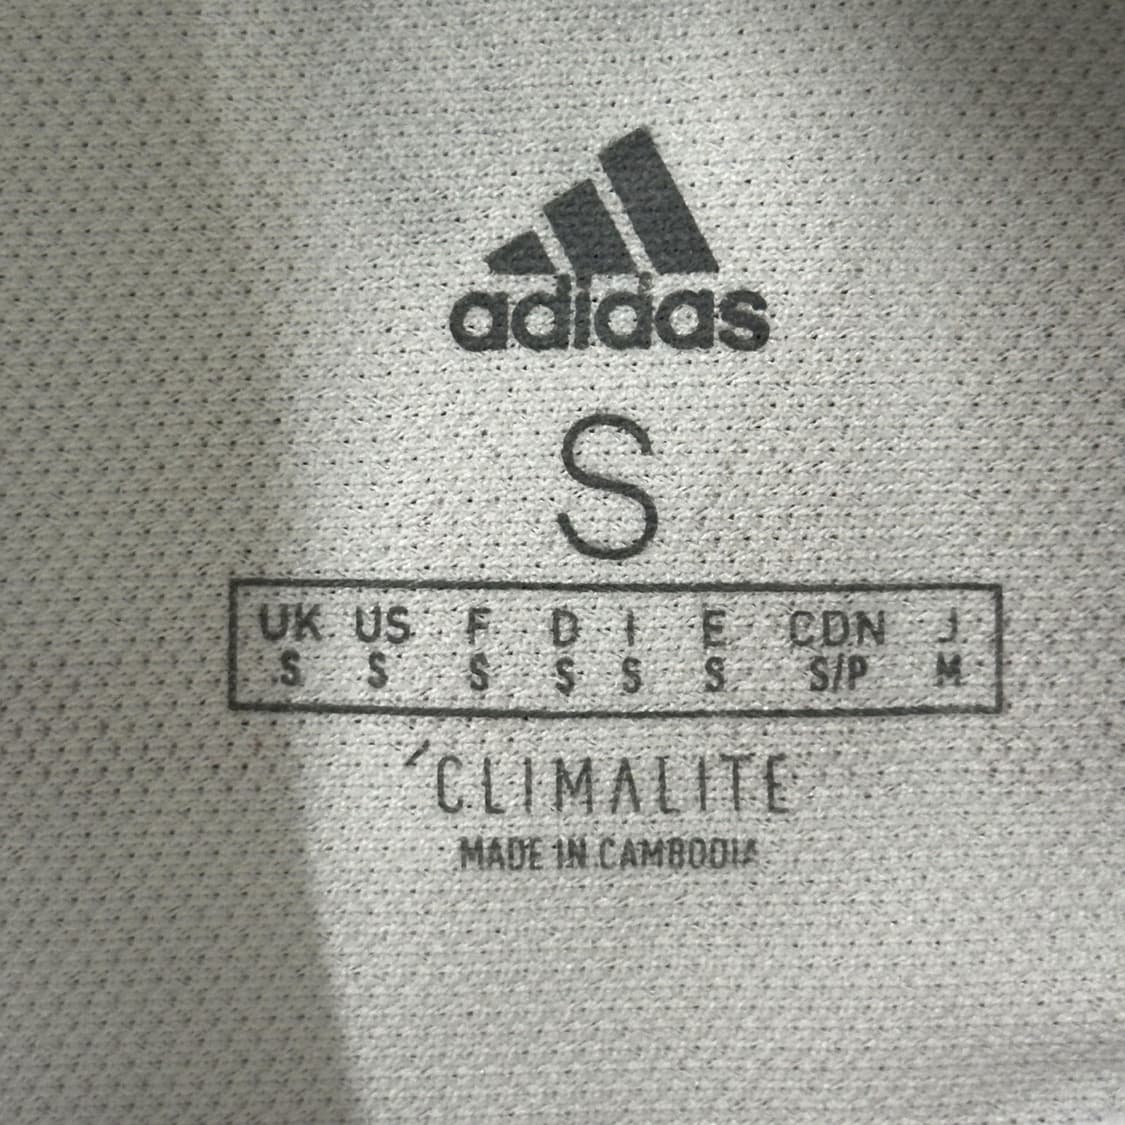 adidas
S
UK US F D I E CDN J
S S S S S S S/P M
´CLIMALITE
MADE IN CAMBODIA